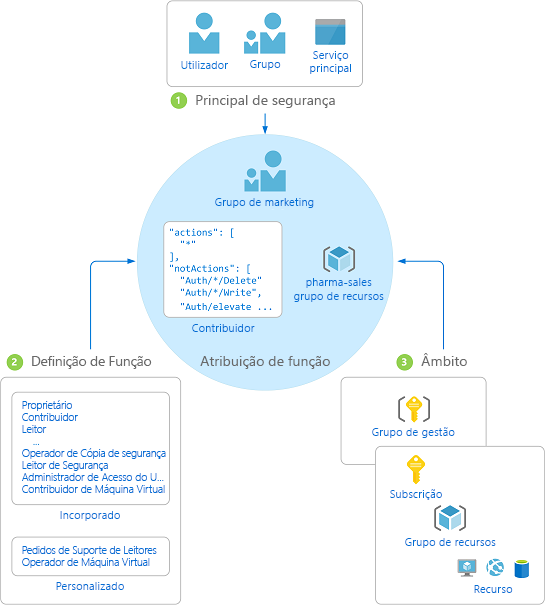 Utilizador
Grupo
Serviço
principal
1 Principal de segurança
Grupo de marketing
"actions": [
"*"
],
"notActions": [
"Auth/*/Delete"
"Auth/*/Write",
"Auth/elevate ...
Contribuidor
pharma-sales
grupo de recursos
Atribuição de função
2 Definição de Função
Proprietário
Contribuidor
Leitor
...
Operador de Cópia de segurança
Leitor de Segurança
Administrador de Acesso do U...
Contribuidor de Máquina Virtual
Incorporado
Pedidos de Suporte de Leitores
Operador de Máquina Virtual
Personalizado
3 Âmbito
Grupo de gestão
Subscrição
Grupo de recursos
Recurso